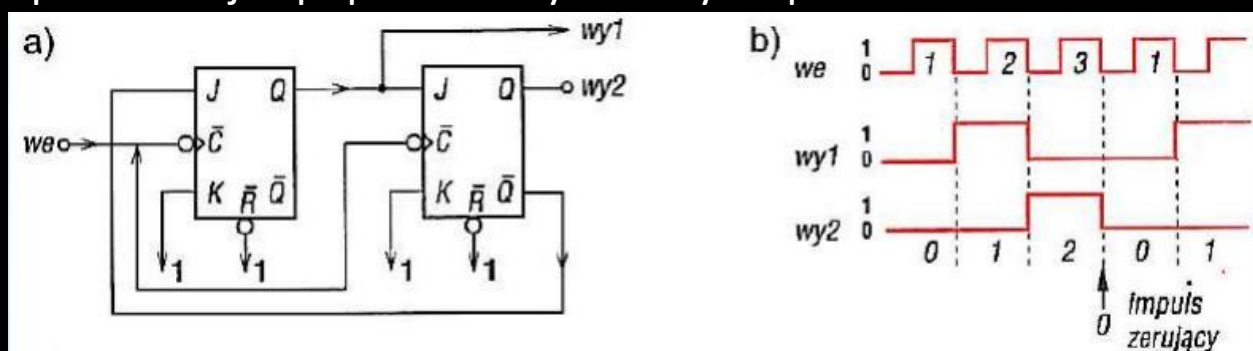 a)
wy1
J Q
J Q
wy2
we
C̄
C̄
K R̄ Q̄
K R̄ Q̄
1
1
1
1
b)
we
1
0
1 2 3 1
wy1
1
0
wy2
1
0
0 1 2 0 1
0
impuls
zerujący